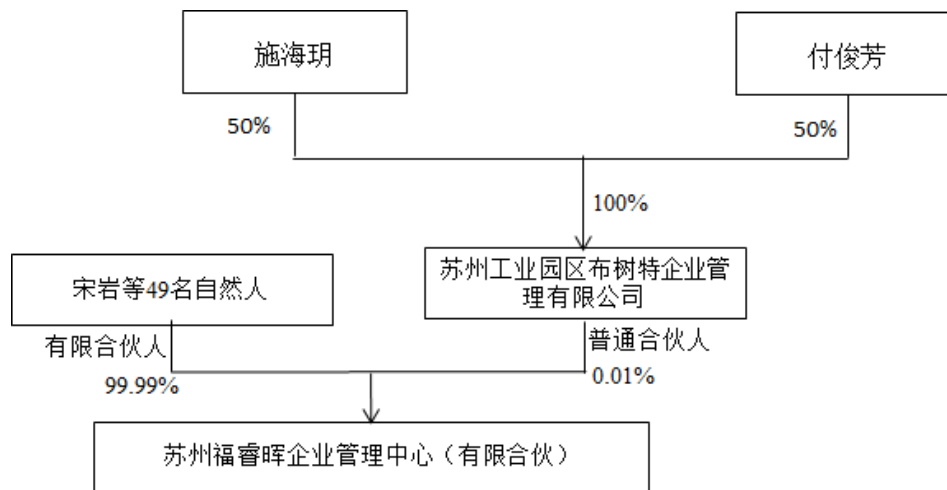 施海玥
付俊芳
50%
50%
100%
宋岩等49名自然人
苏州工业园区布树特企业管
理有限公司
有限合伙人
普通合伙人
99.99%
0.01%
苏州福睿晖企业管理中心（有限合伙）